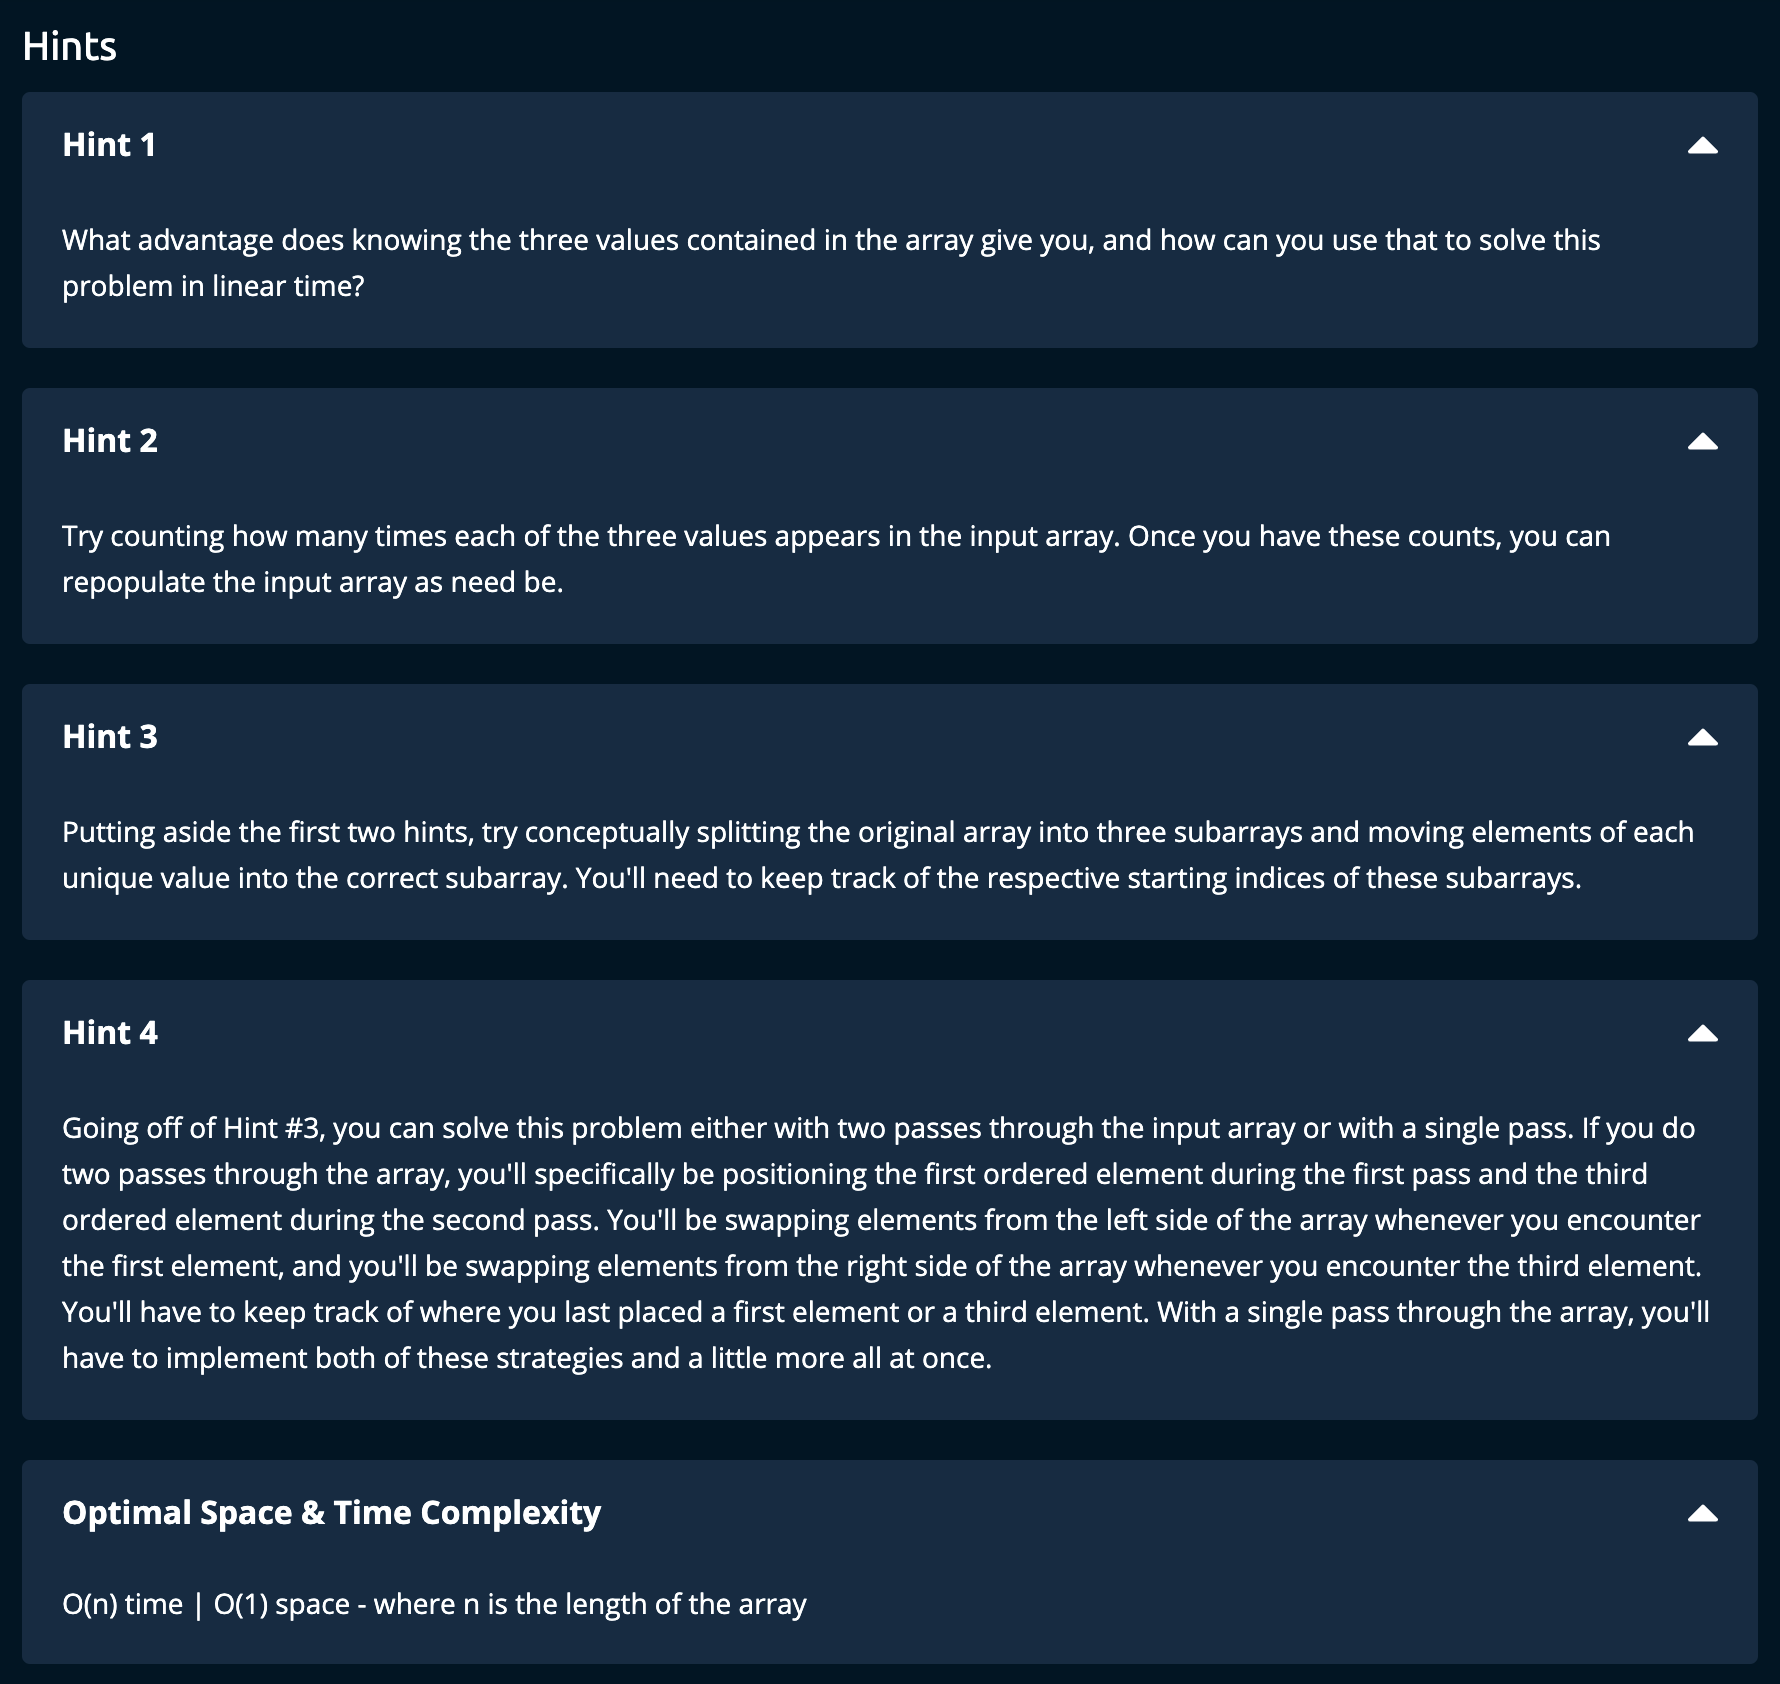 Hints
Hint 1
What advantage does knowing the three values contained in the array give you, and how can you use that to solve this
problem in linear time?
Hint 2
Try counting how many times each of the three values appears in the input array. Once you have these counts, you can
repopulate the input array as need be.
Hint 3
Putting aside the first two hints, try conceptually splitting the original array into three subarrays and moving elements of each
unique value into the correct subarray. You'll need to keep track of the respective starting indices of these subarrays.
Hint 4
Going off of Hint #3, you can solve this problem either with two passes through the input array or with a single pass. If you do
two passes through the array, you'll specifically be positioning the first ordered element during the first pass and the third
ordered element during the second pass. You'll be swapping elements from the left side of the array whenever you encounter
the first element, and you'll be swapping elements from the right side of the array whenever you encounter the third element.
You'll have to keep track of where you last placed a first element or a third element. With a single pass through the array, you'll
have to implement both of these strategies and a little more all at once.
Optimal Space & Time Complexity
O(n) time | O(1) space - where n is the length of the array